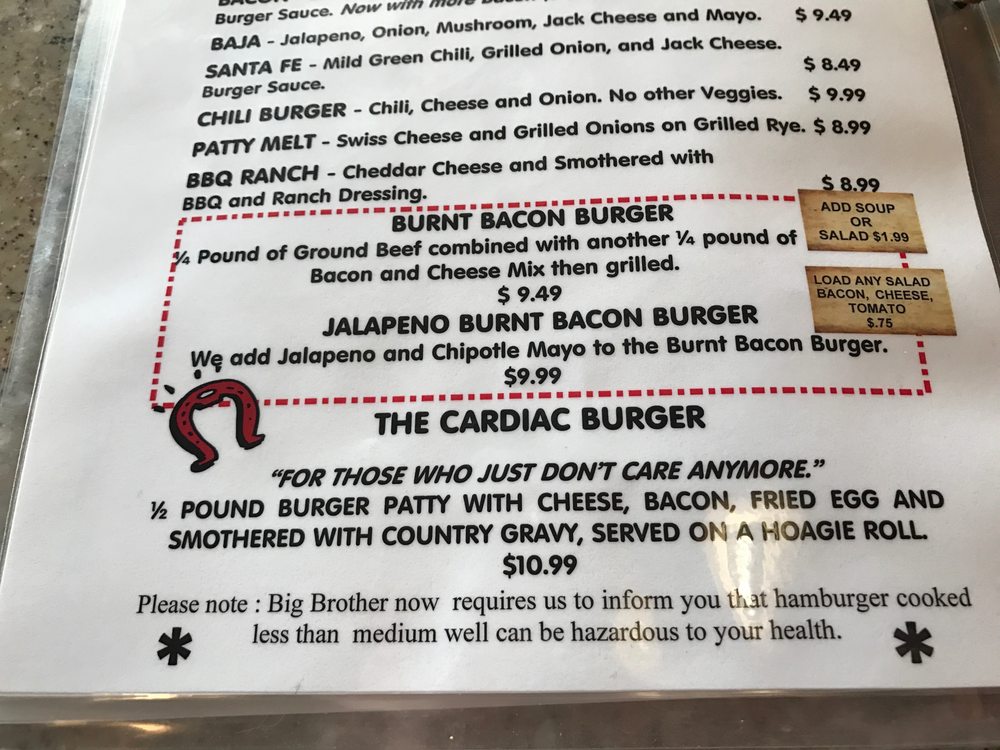 Burger Sauce. Now with more bacon
BAJA - Jalapeno, Onion, Mushroom, Jack Cheese and Mayo. $ 9.49
SANTA FE - Mild Green Chili, Grilled Onion, and Jack Cheese.
Burger Sauce. $ 8.49
CHILI BURGER - Chili, Cheese and Onion. No other Veggies. $ 9.99
PATTY MELT - Swiss Cheese and Grilled Onions on Grilled Rye. $ 8.99
BBQ RANCH - Cheddar Cheese and Smothered with
BBQ and Ranch Dressing. $ 8.99
BURNT BACON BURGER
¼ Pound of Ground Beef combined with another ¼ pound of
Bacon and Cheese Mix then grilled.
$ 9.49
ADD SOUP
OR
SALAD $1.99
LOAD ANY SALAD
BACON, CHEESE,
TOMATO
$.75
JALAPENO BURNT BACON BURGER
We add Jalapeno and Chipotle Mayo to the Burnt Bacon Burger.
$9.99
THE CARDIAC BURGER
"FOR THOSE WHO JUST DON'T CARE ANYMORE."
½ POUND BURGER PATTY WITH CHEESE, BACON, FRIED EGG AND
SMOTHERED WITH COUNTRY GRAVY, SERVED ON A HOAGIE ROLL.
$10.99
Please note : Big Brother now requires us to inform you that hamburger cooked
less than medium well can be hazardous to your health.